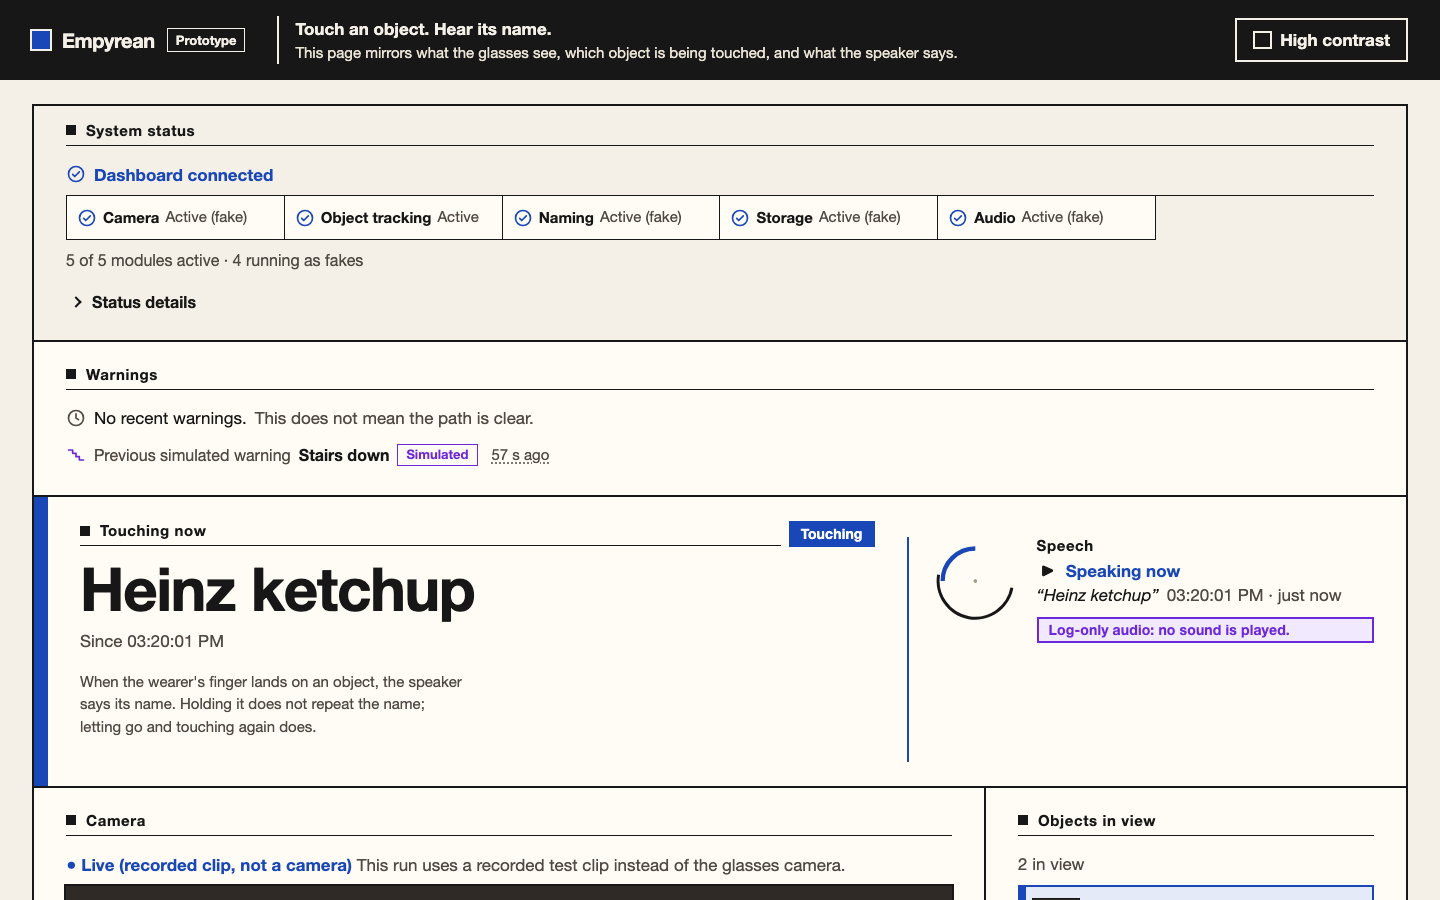 Empyrean
Prototype
Touch an object. Hear its name.
This page mirrors what the glasses see, which object is being touched, and what the speaker says.
High contrast
System status
Dashboard connected
Camera Active (fake)
Object tracking Active
Naming Active (fake)
Storage Active (fake)
Audio Active (fake)
5 of 5 modules active · 4 running as fakes
Status details
Warnings
No recent warnings. This does not mean the path is clear.
Previous simulated warning Stairs down Simulated 57 s ago
Touching now
Touching
Heinz ketchup
Since 03:20:01 PM
When the wearer's finger lands on an object, the speaker
says its name. Holding it does not repeat the name;
letting go and touching again does.
Speech
Speaking now
“Heinz ketchup” 03:20:01 PM · just now
Log-only audio: no sound is played.
Camera
Live (recorded clip, not a camera) This run uses a recorded test clip instead of the glasses camera.
Objects in view
2 in view